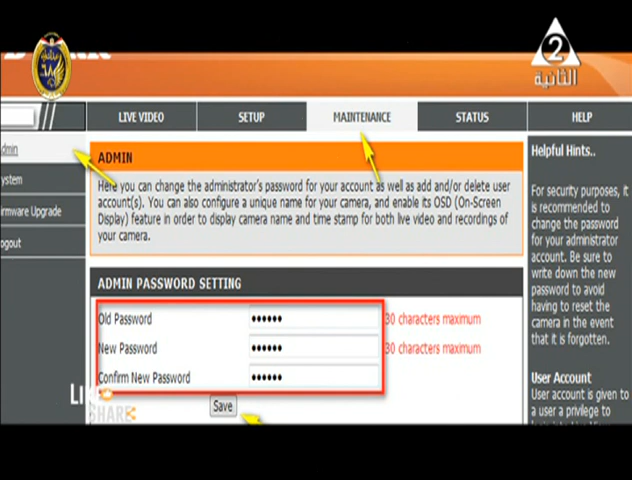 2
الثانية
LIVE VIDEO
SETUP
MAINTENANCE
STATUS
HELP
dmin
ystem
irmware Upgrade
ogout
ADMIN
Here you can change the administrator's password for your account as well as add and/or delete user
account(s). You can also configure a unique name for your camera, and enable its OSD (On-Screen
Display) feature in order to display camera name and time stamp for both live video and recordings of
your camera.
ADMIN PASSWORD SETTING
Old Password
30 characters maximum
New Password
30 characters maximum
Confirm New Password
Save
Helpful Hints..
For security purposes, it
is recommended to
change the password
for your administrator
account. Be sure to
write down the new
password to avoid
having to reset the
camera in the event
that it is forgotten.
User Account
User account is given to
a user a privilege to
LI
SHARE